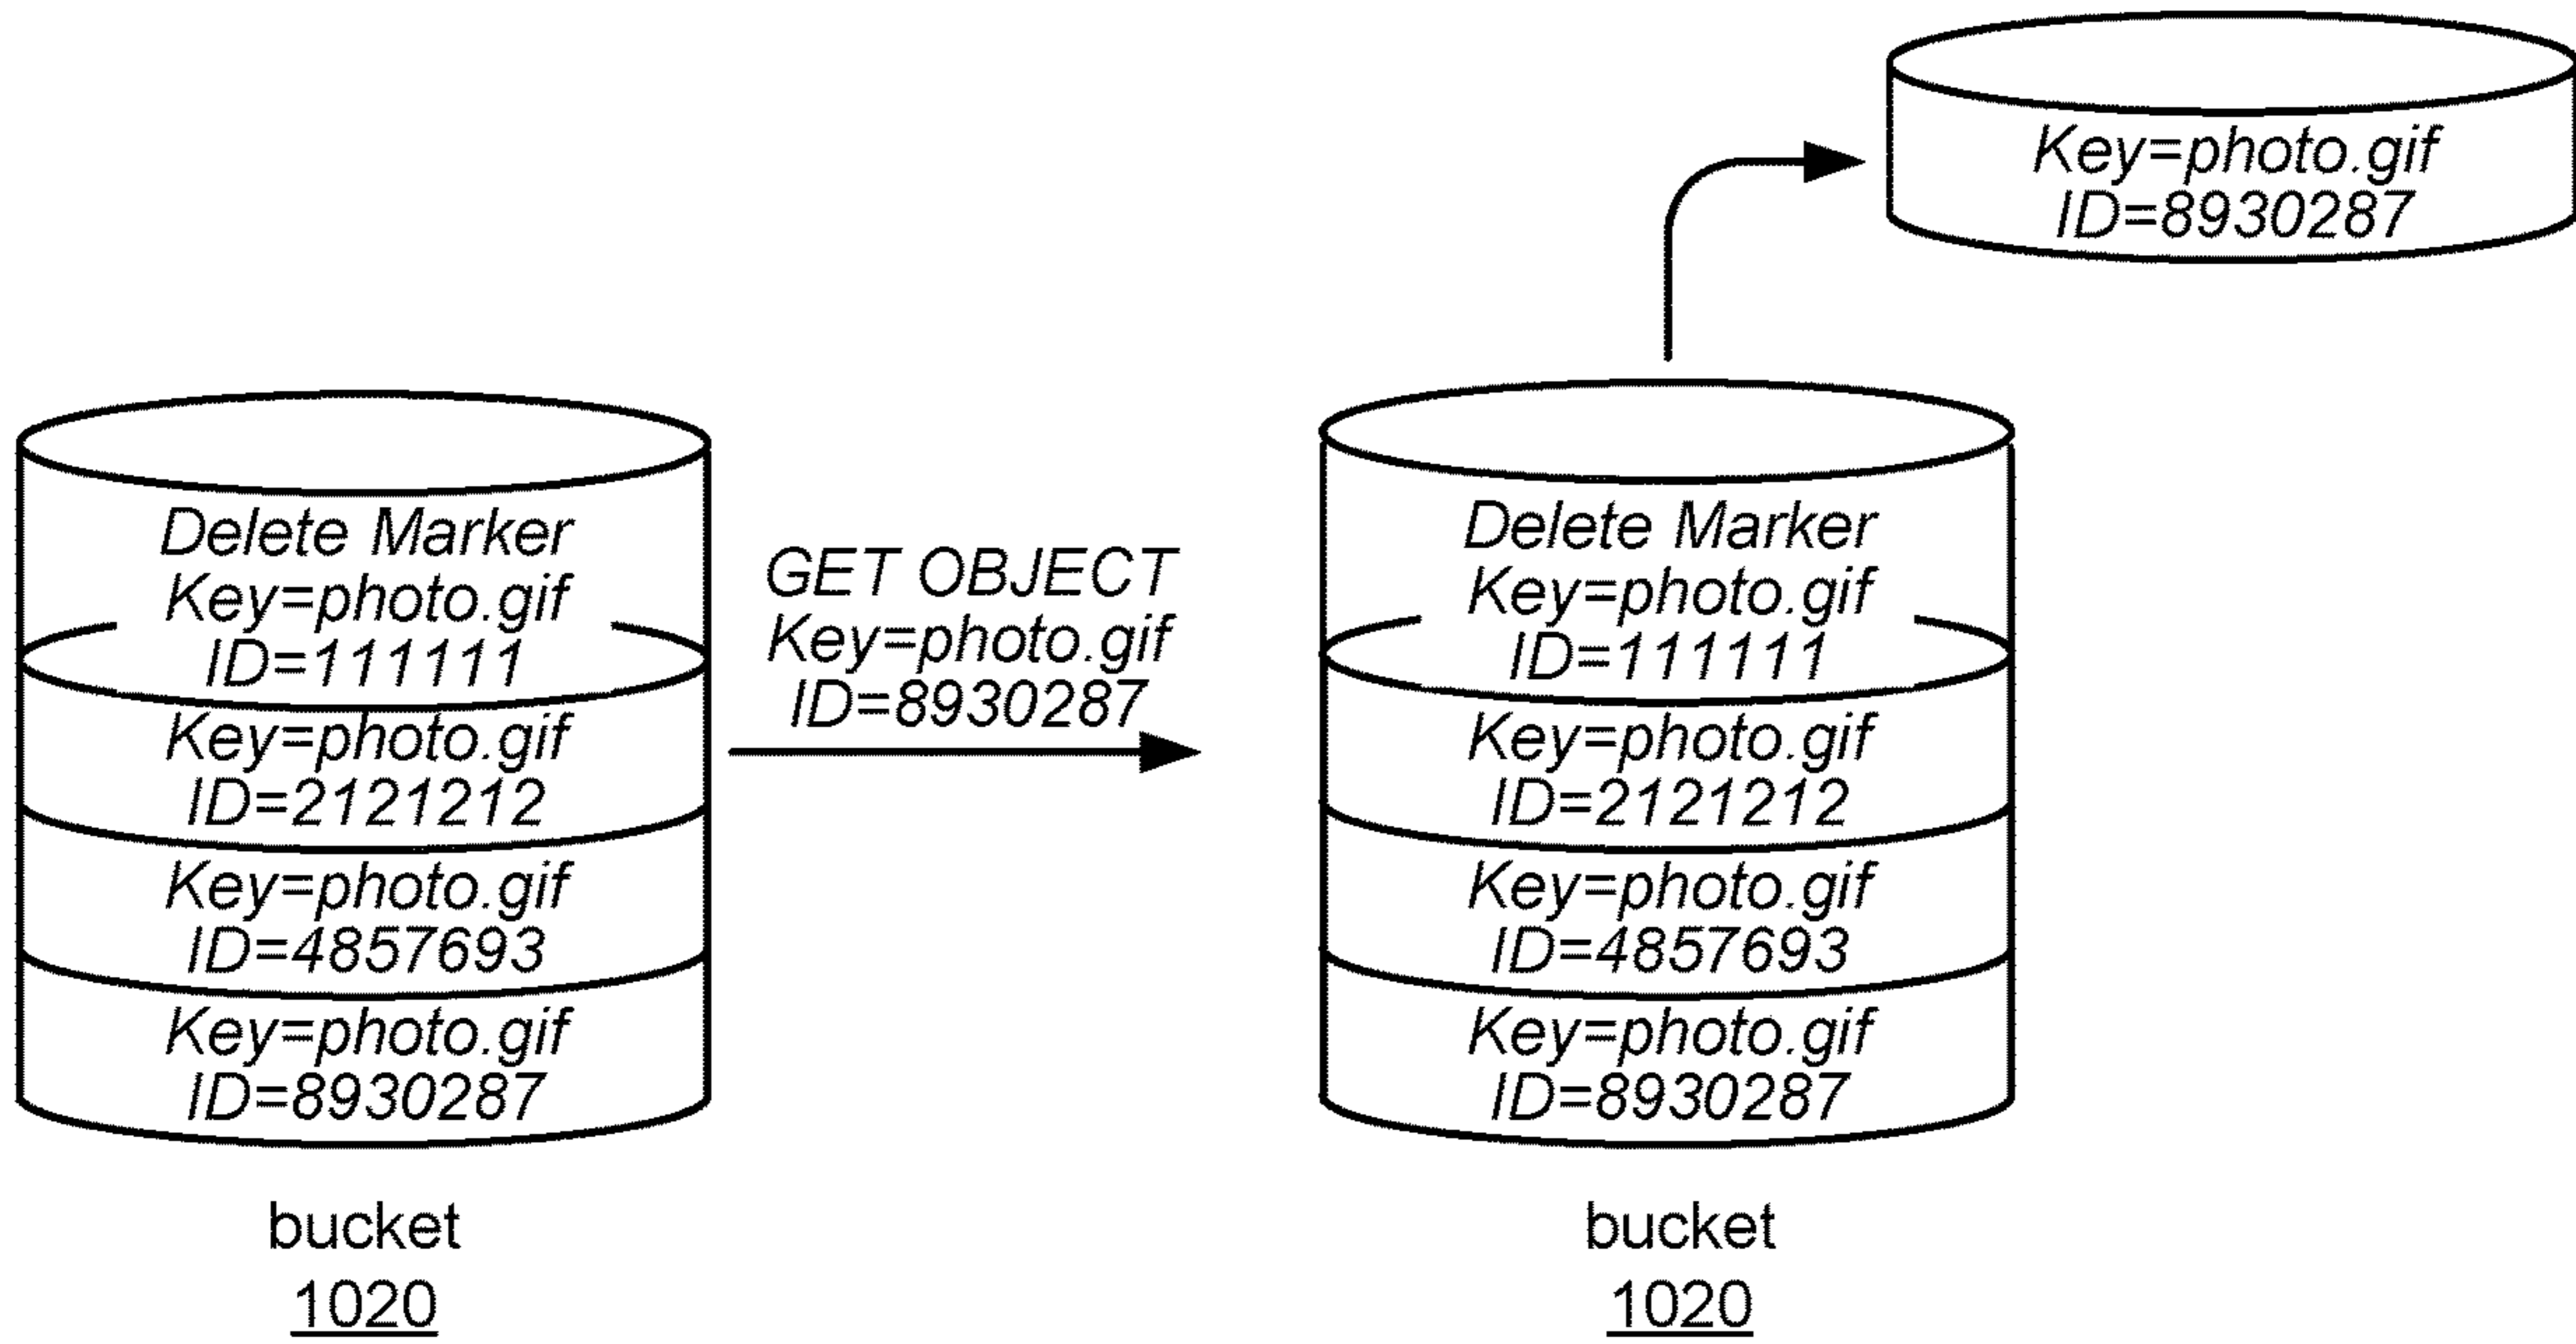 Key=photo.gif
ID=8930287
Delete Marker
Key=photo.gif
ID=111111
Key=photo.gif
ID=2121212
Key=photo.gif
ID=4857693
Key=photo.gif
ID=8930287
bucket
1020
GET OBJECT
Key=photo.gif
ID=8930287
Delete Marker
Key=photo.gif
ID=111111
Key=photo.gif
ID=2121212
Key=photo.gif
ID=4857693
Key=photo.gif
ID=8930287
bucket
1020